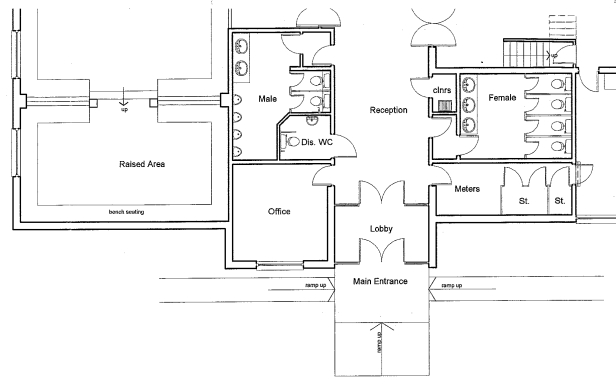 up
clnrs
Male
Female
Reception
up
Dis. WC
Raised Area
Meters
St.
St.
Office
bench seating
Lobby
Main Entrance
ramp up
ramp up
ramp up